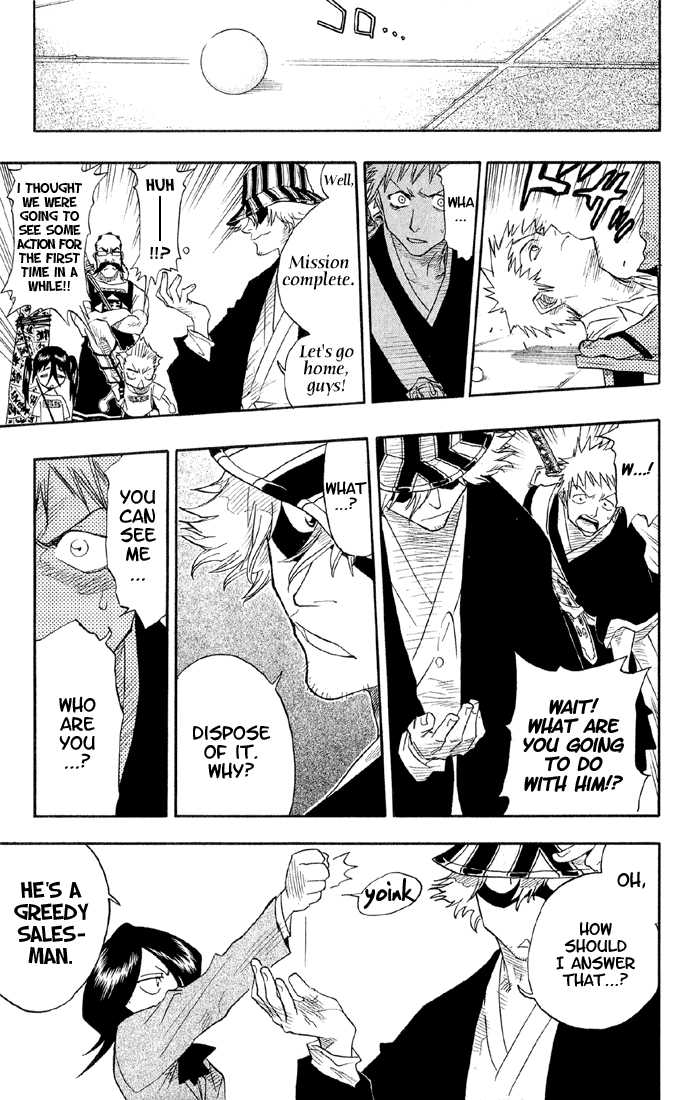 コロ...
WHA
...
Well,
Mission
complete.
Let's go
home,
guys!
HUH
—
!!?
I THOUGHT
WE WERE
GOING TO
SEE SOME
ACTION FOR
THE FIRST
TIME IN A
WHILE!!
W...!
WAIT!
WHAT ARE
YOU GOING
TO DO
WITH HIM!?
WHAT
...?
DISPOSE
OF IT.
WHY?
YOU
CAN SEE
ME
...
WHO
ARE
YOU
...?
OH,
HOW
SHOULD
I ANSWER
THAT...?
yoink
HE'S A
GREEDY
SALES-
MAN.